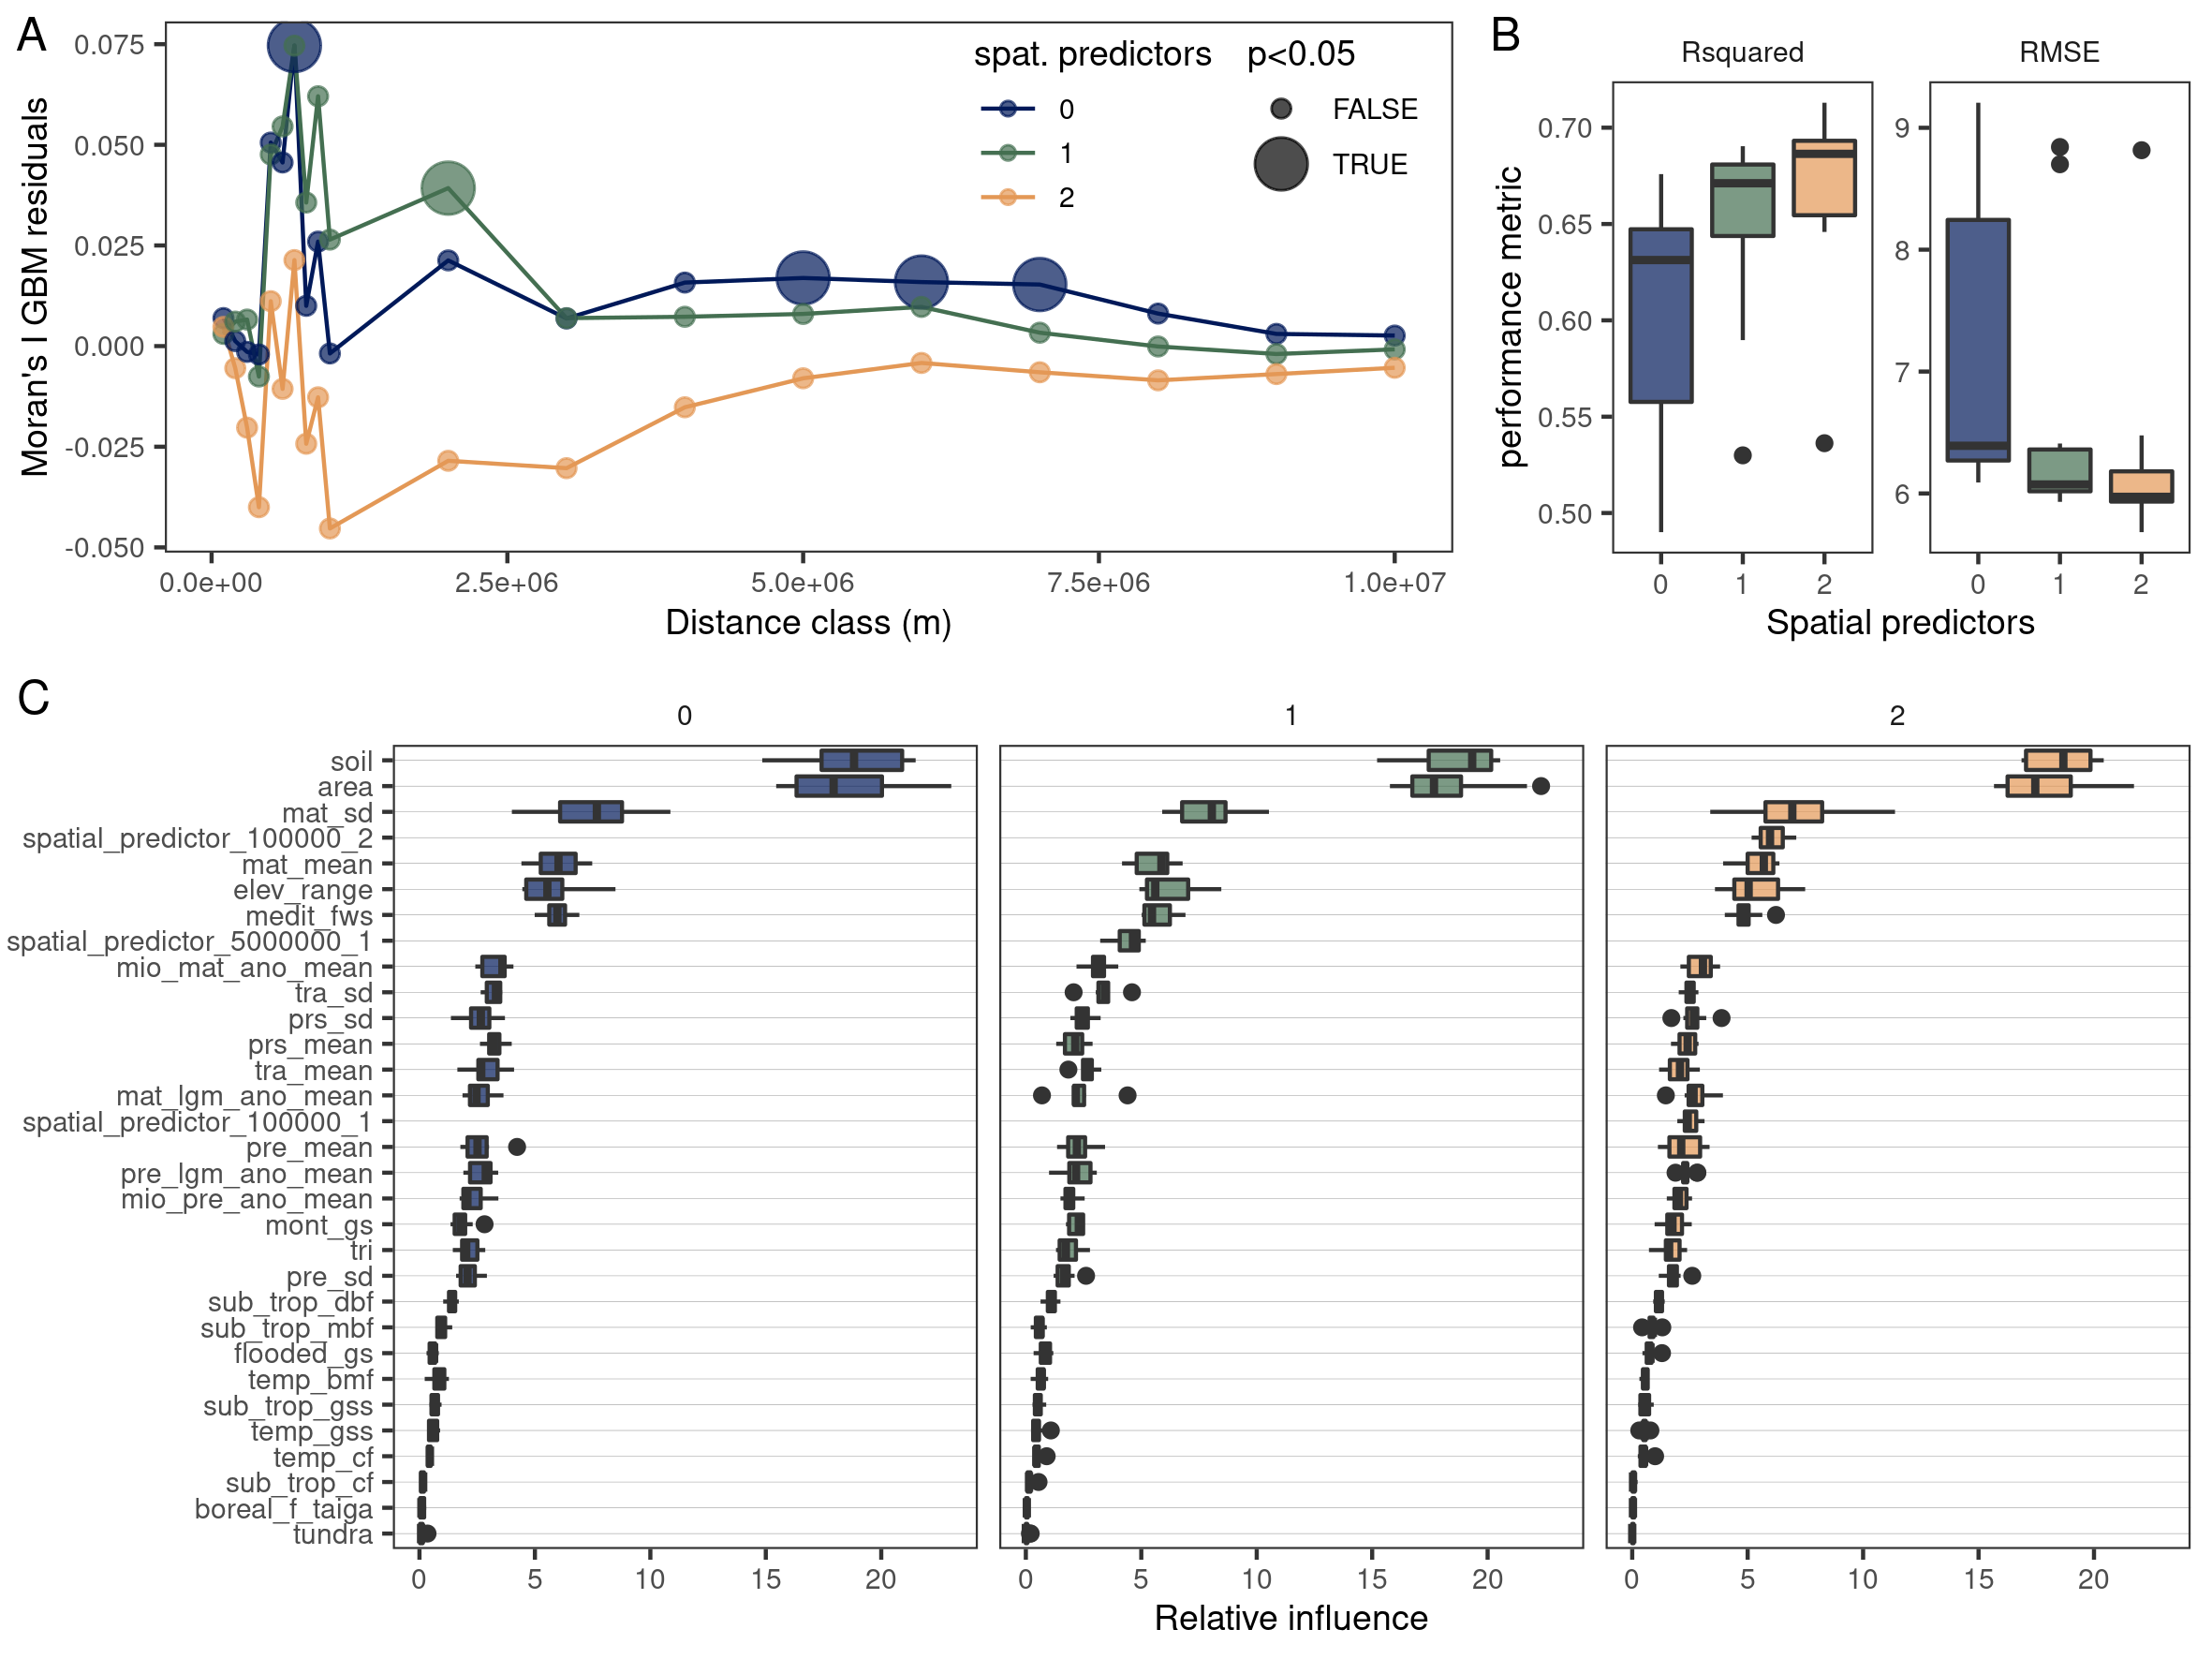 A
Moran's I GBM residuals
0.075
0.050
0.025
0.000
-0.025
-0.050
0.0e+00 2.5e+06 5.0e+06 7.5e+06 1.0e+07
Distance class (m)
spat. predictors
0
1
2
p<0.05
FALSE
TRUE
B
Rsquared RMSE
performance metric
0.70
0.65
0.60
0.55
0.50
9
8
7
6
0 1 2 0 1 2
Spatial predictors
C
0 1 2
soil
area
mat_sd
spatial_predictor_100000_2
mat_mean
elev_range
medit_fws
spatial_predictor_5000000_1
mio_mat_ano_mean
tra_sd
prs_sd
prs_mean
tra_mean
mat_lgm_ano_mean
spatial_predictor_100000_1
pre_mean
pre_lgm_ano_mean
mio_pre_ano_mean
mont_gs
tri
pre_sd
sub_trop_dbf
sub_trop_mbf
flooded_gs
temp_bmf
sub_trop_gss
temp_gss
temp_cf
sub_trop_cf
boreal_f_taiga
tundra
0 5 10 15 20 0 5 10 15 20 0 5 10 15 20
Relative influence